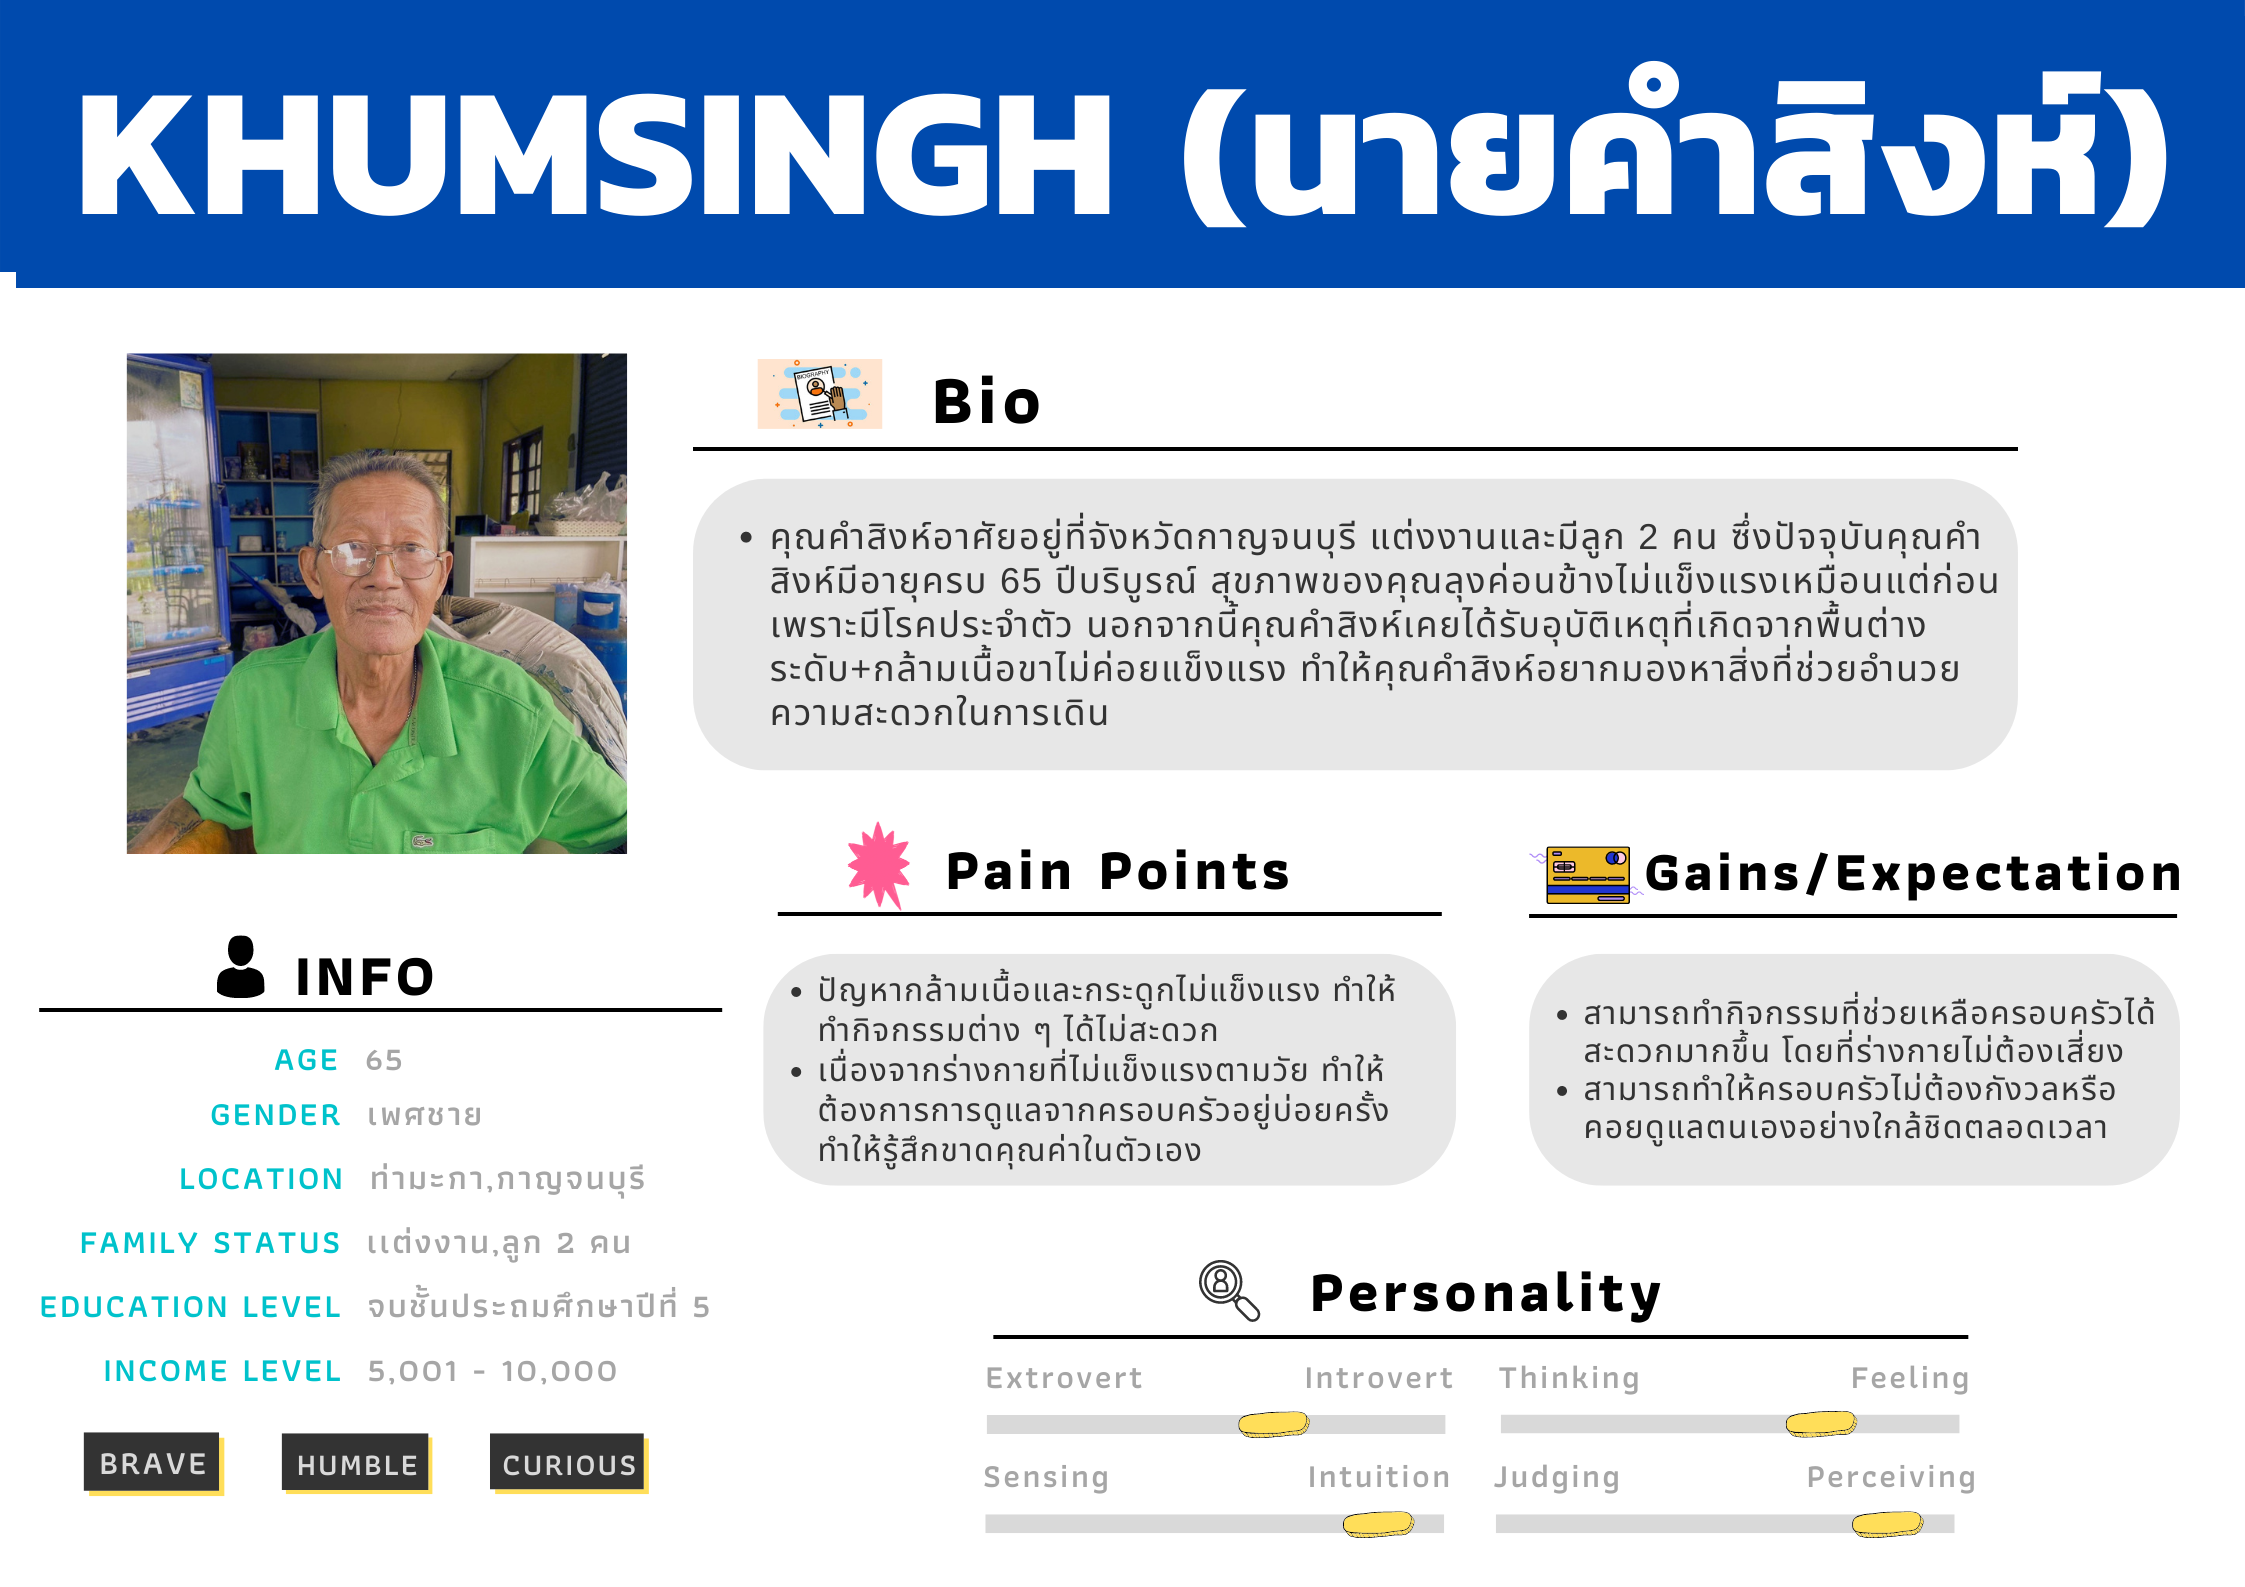 KHUMSINGH (นายคำสิงห์)
BIOGRAPHY
Bio
คุณคำสิงห์อาศัยอยู่ที่จังหวัดกาญจนบุรี แต่งงานและมีลูก 2 คน ซึ่งปัจจุบันคุณคำ
สิงห์มีอายุครบ 65 ปีบริบูรณ์ สุขภาพของคุณลุงค่อนข้างไม่แข็งแรงเหมือนแต่ก่อน
เพราะมีโรคประจำตัว นอกจากนี้คุณคำสิงห์เคยได้รับอุบัติเหตุที่เกิดจากพื้นต่าง
ระดับ+กล้ามเนื้อขาไม่ค่อยแข็งแรง ทำให้คุณคำสิงห์อยากมองหาสิ่งที่ช่วยอำนวย
ความสะดวกในการเดิน
Pain Points
ปัญหากล้ามเนื้อและกระดูกไม่แข็งแรง ทำให้
ทำกิจกรรมต่าง ๆ ได้ไม่สะดวก
เนื่องจากร่างกายที่ไม่แข็งแรงตามวัย ทำให้
ต้องการการดูแลจากครอบครัวอยู่บ่อยครั้ง
ทำให้รู้สึกขาดคุณค่าในตัวเอง
Gains/Expectation
สามารถทำกิจกรรมที่ช่วยเหลือครอบครัวได้
สะดวกมากขึ้น โดยที่ร่างกายไม่ต้องเสี่ยง
สามารถทำให้ครอบครัวไม่ต้องกังวลหรือ
คอยดูแลตนเองอย่างใกล้ชิดตลอดเวลา
INFO
AGE 65
GENDER เพศชาย
LOCATION ท่ามะกา,กาญจนบุรี
FAMILY STATUS แต่งงาน,ลูก 2 คน
EDUCATION LEVEL จบชั้นประถมศึกษาปีที่ 5
INCOME LEVEL 5,001 - 10,000
BRAVE HUMBLE CURIOUS
Personality
Extrovert Introvert Thinking Feeling
Sensing Intuition Judging Perceiving